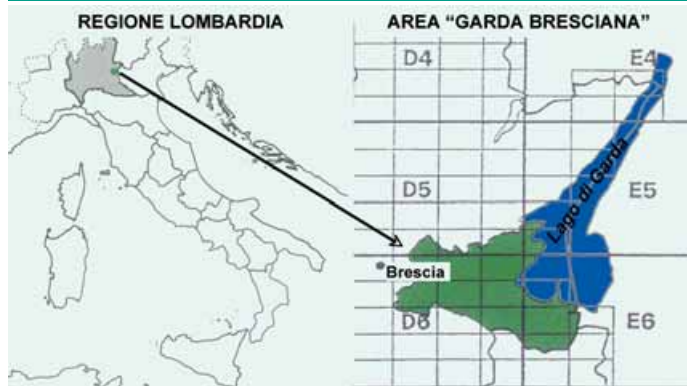 REGIONE LOMBARDIA
AREA “GARDA BRESCIANA”
D4
E4
Lago di Garda
D5
E5
Brescia
D6
E6